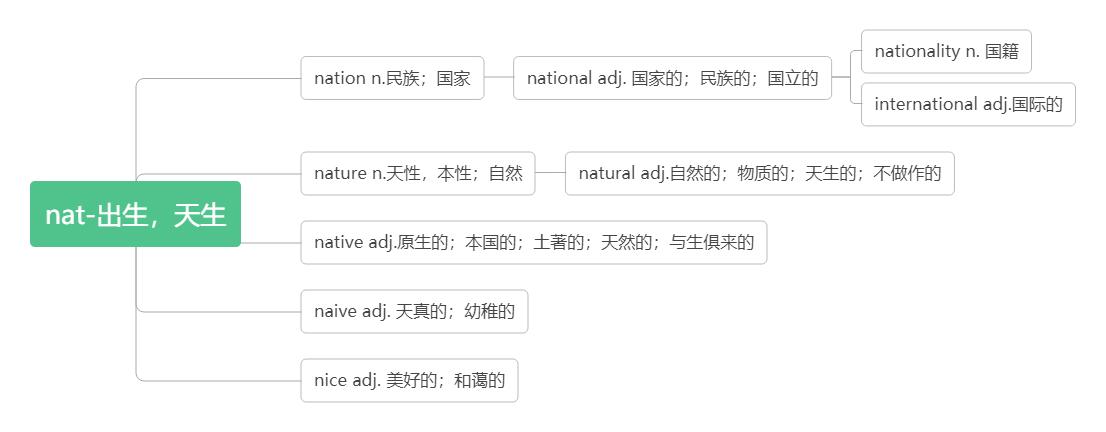 nat-出生，天生
nation n.民族；国家
national adj. 国家的；民族的；国立的
nationality n. 国籍
international adj.国际的
nature n.天性，本性；自然
natural adj.自然的；物质的；天生的；不做作的
native adj.原生的；本国的；土著的；天然的；与生俱来的
naive adj. 天真的；幼稚的
nice adj. 美好的；和蔼的